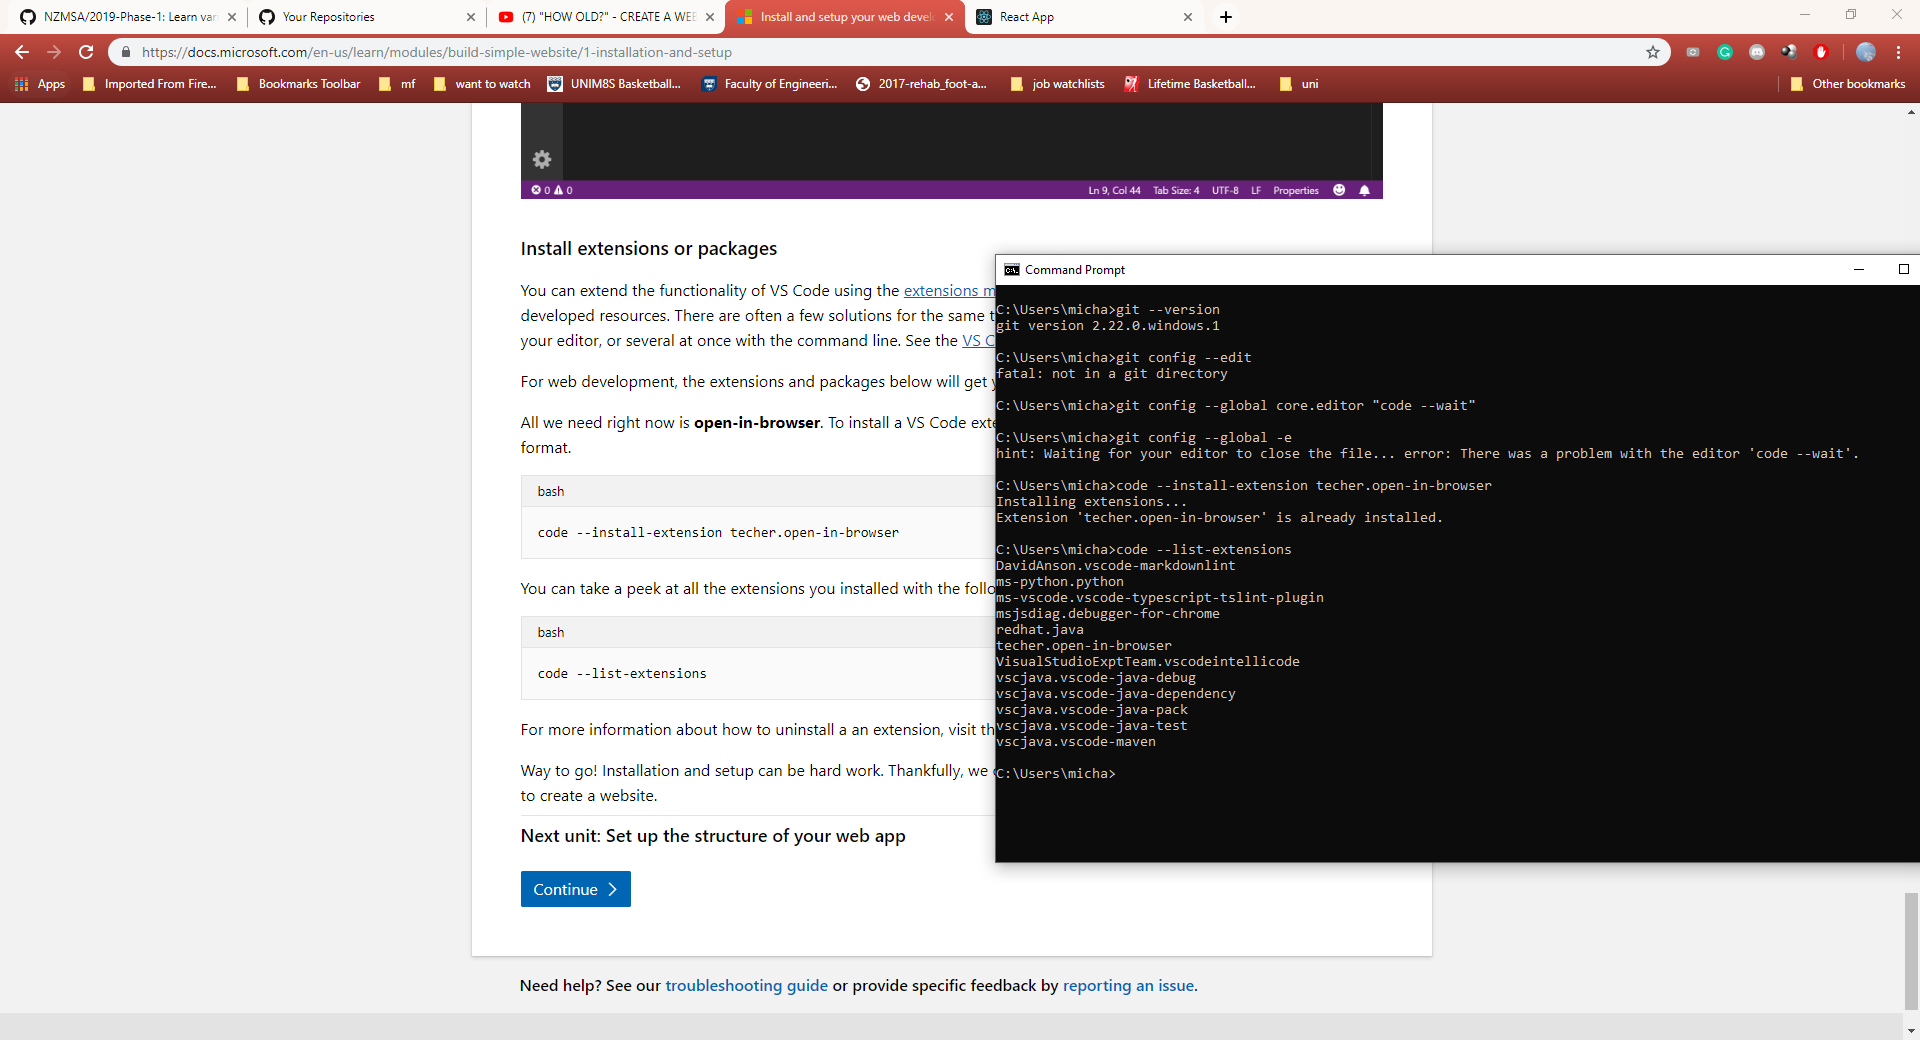 NZMSA/2019-Phase-1: Learn var
Your Repositories
(7) "HOW OLD?" - CREATE A WEB
Install and setup your web devel
React App
https://docs.microsoft.com/en-us/learn/modules/build-simple-website/1-installation-and-setup
Apps
Imported From Fire...
Bookmarks Toolbar
mf
want to watch
UNIM8S Basketball...
Faculty of Engineeri...
2017-rehab_foot-a...
job watchlists
Lifetime Basketball...
uni
Other bookmarks
0 0
Ln 9, Col 44 Tab Size: 4 UTF-8 LF Properties
Install extensions or packages
You can extend the functionality of VS Code using the extensions m
developed resources. There are often a few solutions for the same t
your editor, or several at once with the command line. See the VS C
For web development, the extensions and packages below will get y
All we need right now is open-in-browser. To install a VS Code exte
format.
bash
code --install-extension techer.open-in-browser
You can take a peek at all the extensions you installed with the follo
bash
code --list-extensions
For more information about how to uninstall a an extension, visit th
Way to go! Installation and setup can be hard work. Thankfully, we
to create a website.
Next unit: Set up the structure of your web app
Continue
Need help? See our troubleshooting guide or provide specific feedback by reporting an issue.
Command Prompt
C:\Users\micha>git --version
git version 2.22.0.windows.1
C:\Users\micha>git config --edit
fatal: not in a git directory
C:\Users\micha>git config --global core.editor "code --wait"
C:\Users\micha>git config --global -e
hint: Waiting for your editor to close the file... error: There was a problem with the editor 'code --wait'.
C:\Users\micha>code --install-extension techer.open-in-browser
Installing extensions...
Extension 'techer.open-in-browser' is already installed.
C:\Users\micha>code --list-extensions
DavidAnson.vscode-markdownlint
ms-python.python
ms-vscode.vscode-typescript-tslint-plugin
msjsdiag.debugger-for-chrome
redhat.java
techer.open-in-browser
VisualStudioExptTeam.vscodeintellicode
vscjava.vscode-java-debug
vscjava.vscode-java-dependency
vscjava.vscode-java-pack
vscjava.vscode-java-test
vscjava.vscode-maven
C:\Users\micha>